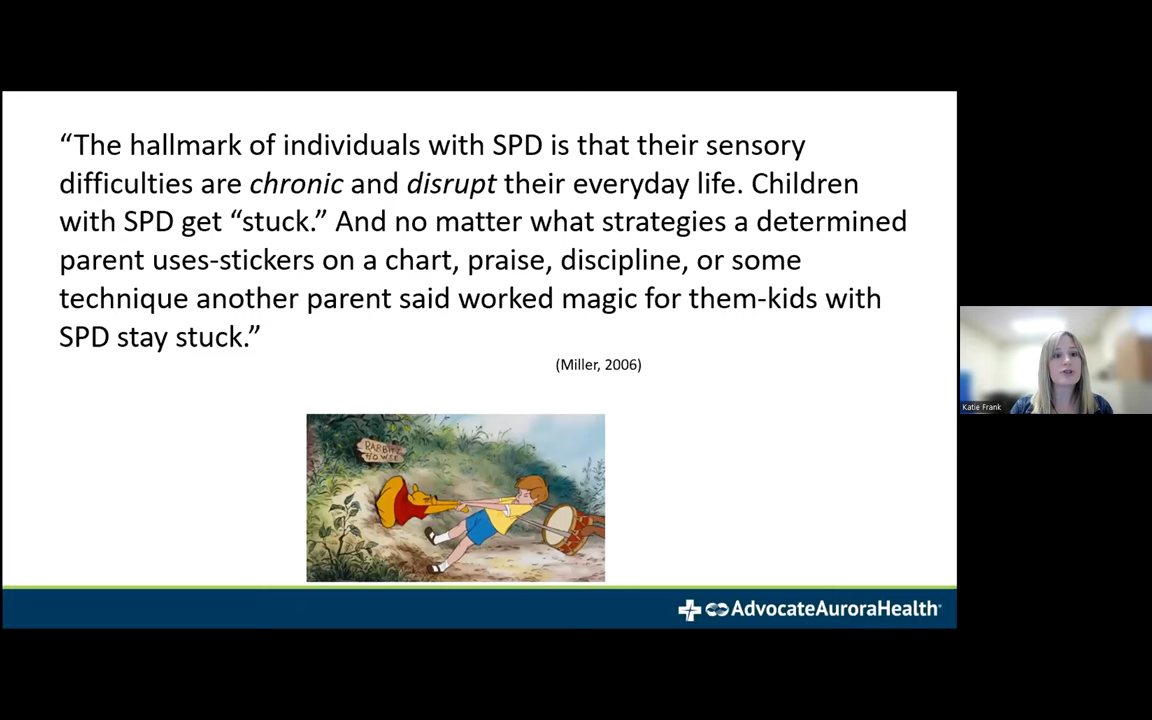 “The hallmark of individuals with SPD is that their sensory
difficulties are chronic and disrupt their everyday life. Children
with SPD get “stuck.” And no matter what strategies a determined
parent uses-stickers on a chart, praise, discipline, or some
technique another parent said worked magic for them-kids with
SPD stay stuck.”
(Miller, 2006)
RABBITS
HOWSE
Katie Frank
AdvocateAuroraHealth®